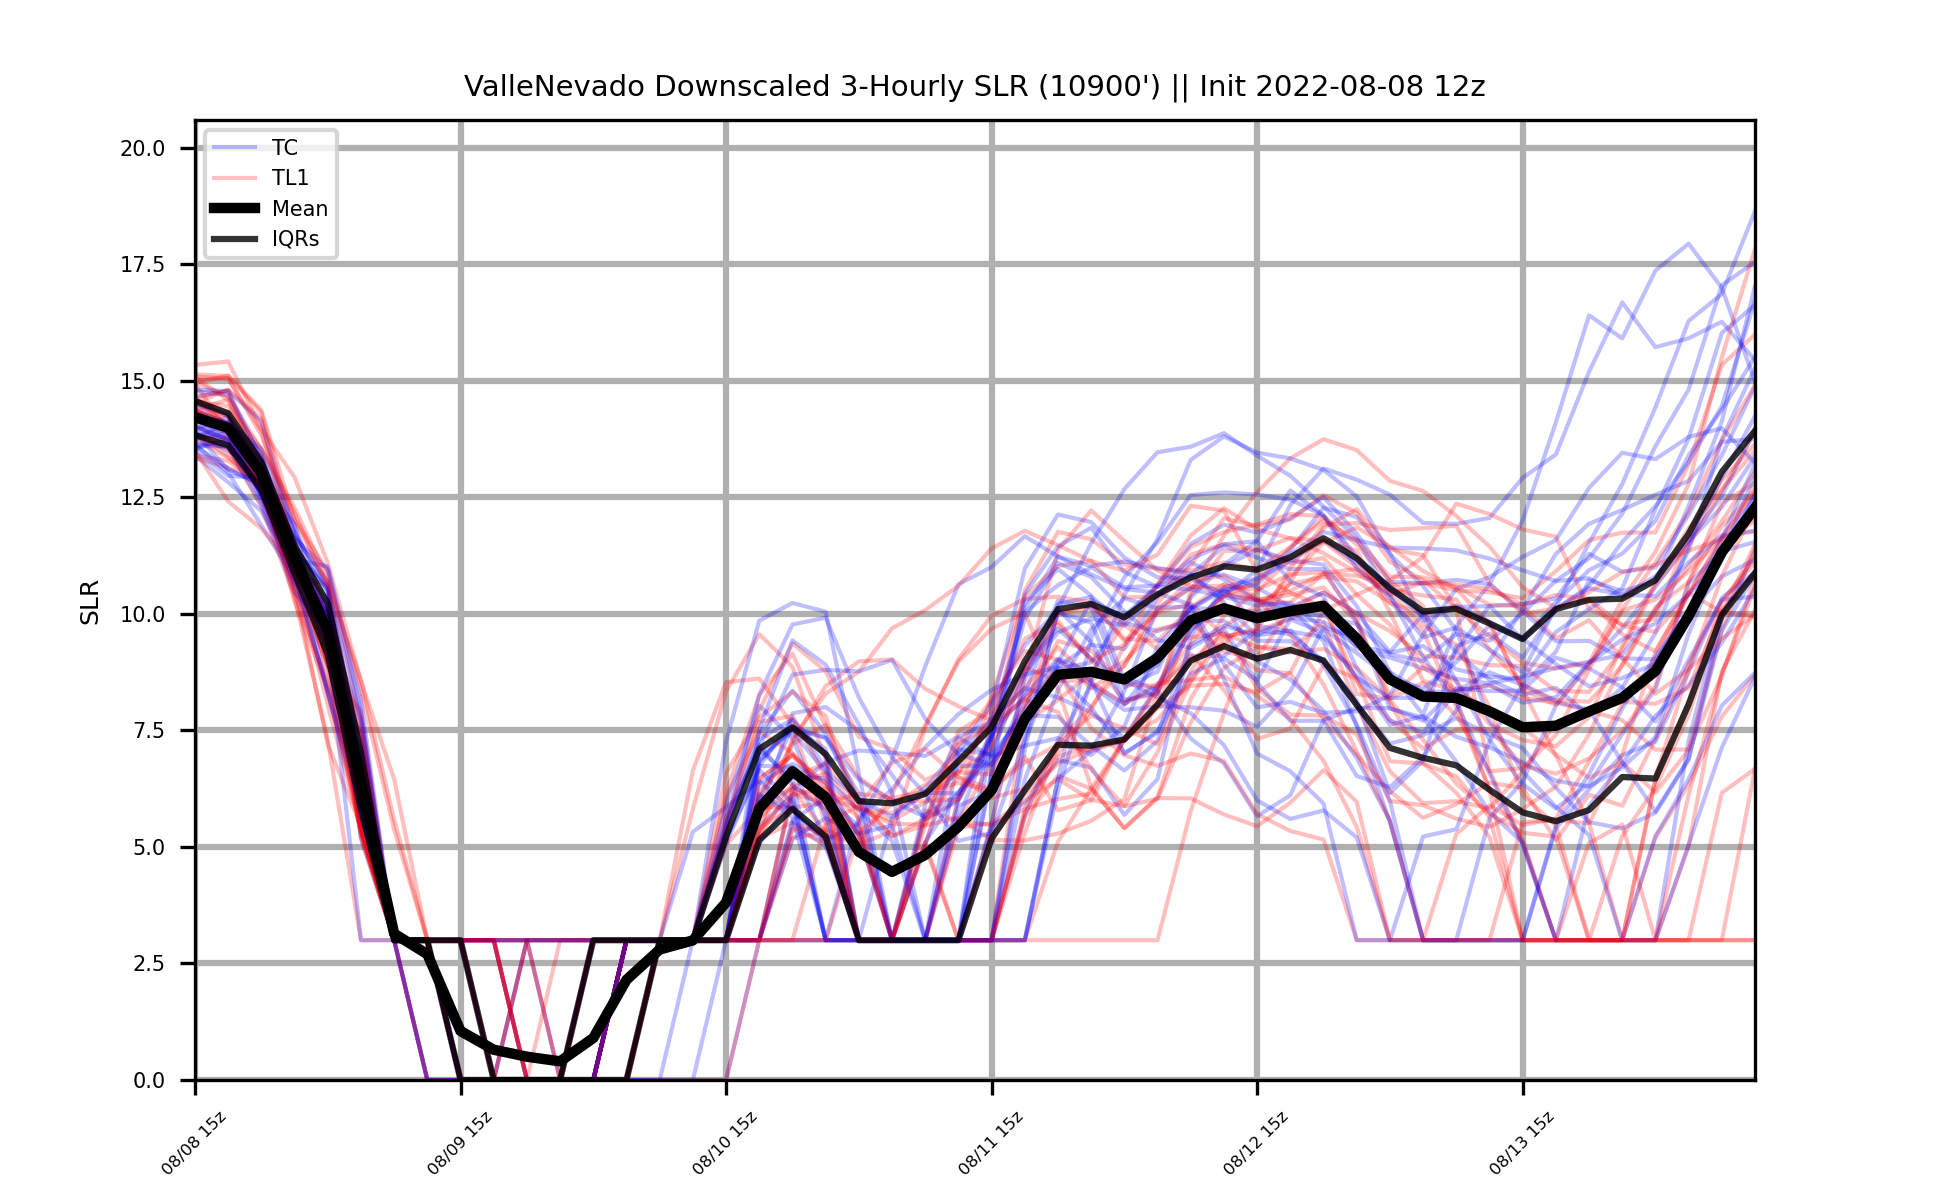 ValleNevado Downscaled 3-Hourly SLR (10900') || Init 2022-08-08 12z
TC
TL1
Mean
IQRs
SLR
20.0
17.5
15.0
12.5
10.0
7.5
5.0
2.5
0.0
08/08 15z
08/09 15z
08/10 15z
08/11 15z
08/12 15z
08/13 15z